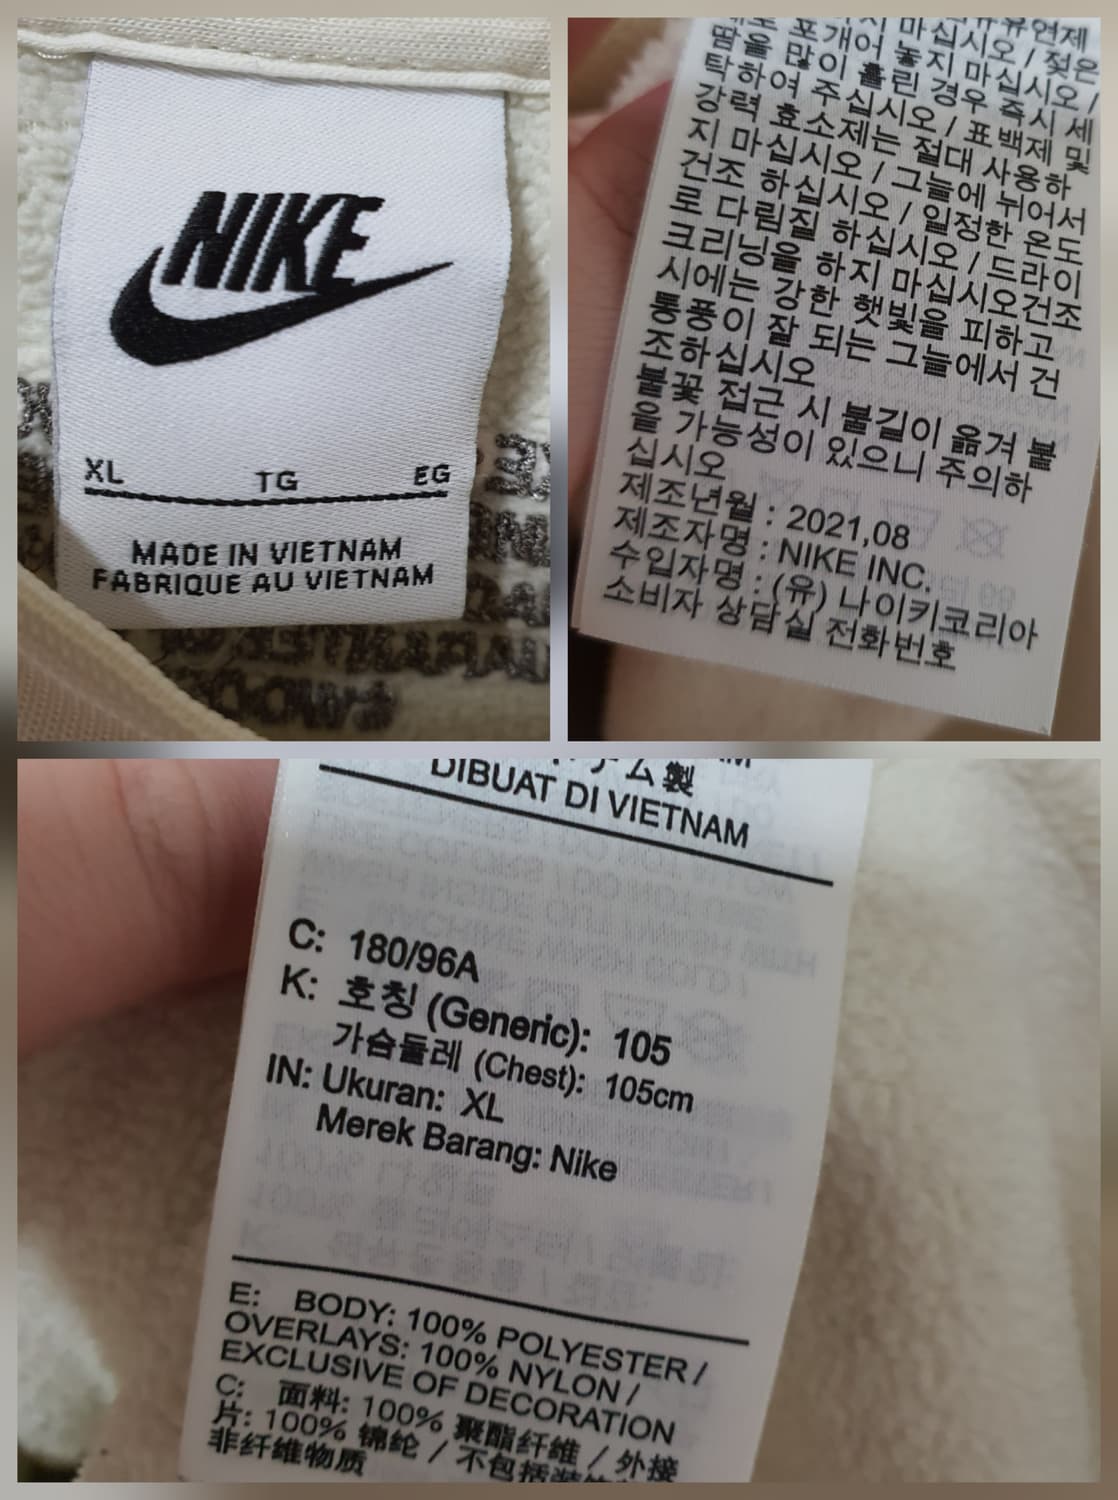 NIKE
XL TG EG
MADE IN VIETNAM
FABRIQUE AU VIETNAM
포개어 놓지 마십시오 / 젖은
땀을 많이 흘린 경우 즉시 세
탁하여 주십시오 / 표백제 및
강력 효소제는 절대 사용하
지 마십시오 / 그늘에 뉘어서
건조 하십시오 / 일정한 온도
로 다림질 하십시오 / 드라이
크리닝을 하지 마십시오건조
시에는 강한 햇빛을 피하고
통풍이 잘 되는 그늘에서 건
조하십시오
불꽃 접근 시 불길이 옮겨 붙
을 가능성이 있으니 주의하
십시오
제조년월 : 2021,08
제조자명 : NIKE INC.
수입자명 : (유) 나이키코리아
소비자 상담실 전화번호
DIBUAT DI VIETNAM
C: 180/96A
K: 호칭 (Generic): 105
가슴둘레 (Chest): 105cm
IN: Ukuran: XL
Merek Barang: Nike
E: BODY: 100% POLYESTER /
OVERLAYS: 100% NYLON /
EXCLUSIVE OF DECORATION
C: 面料: 100% 聚酯纤維 / 外接
片: 100% 锦纶 / 不包括装饰
非纤维物质